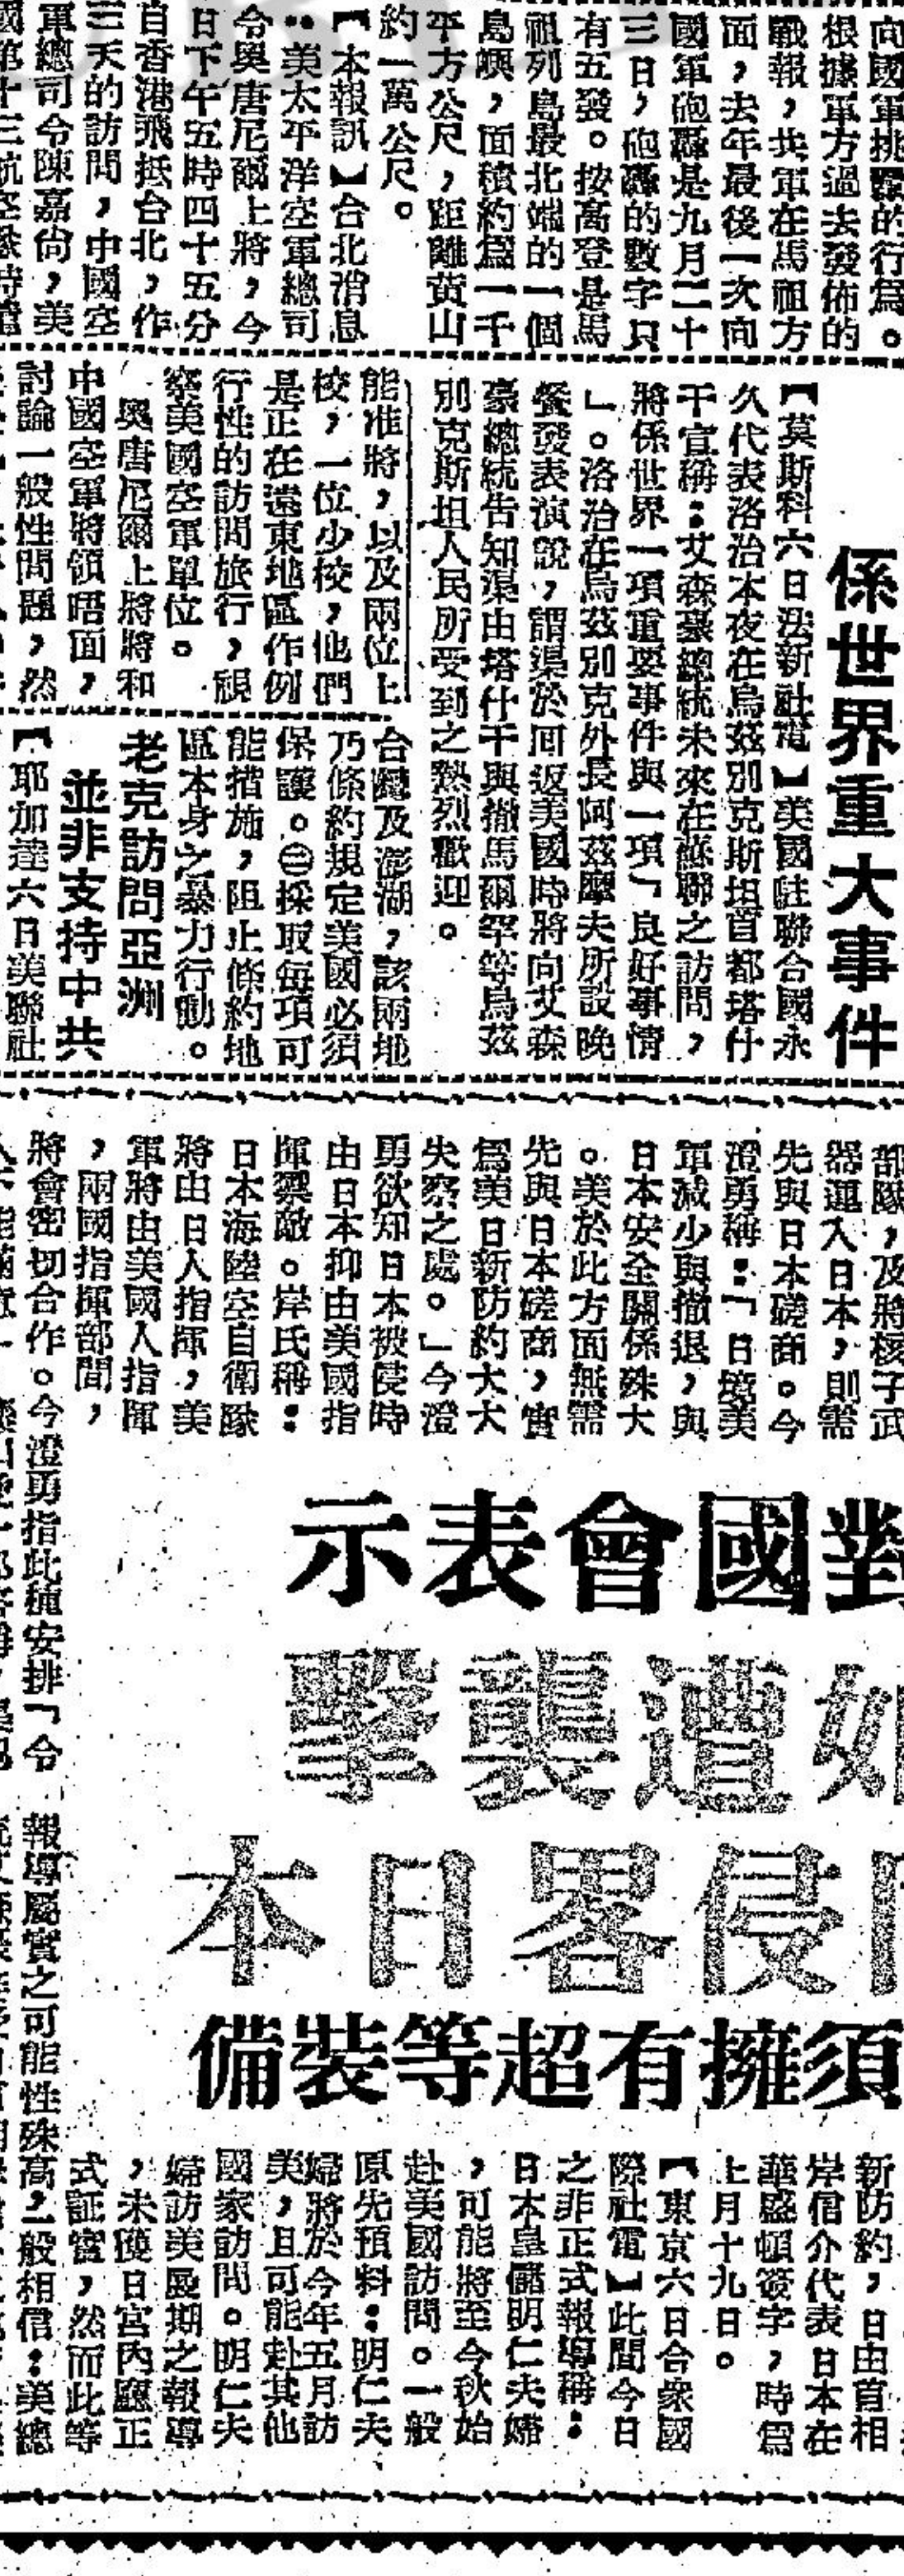 向國軍挑釁的行爲。
根據軍方過去發佈的
戰報，共軍在馬祖方
面，去年最後一次向
國軍砲轟是九月二十
三日，砲轟的數字只
有五發。按高登是馬
祖列島最北端的一個
島嶼，面積約爲一千
平方公尺，距離黃山
約一萬公尺。
【本報訊】台北消息
：美太平洋空軍總司
令奧唐尼爾上將，今
日下午五時四十五分
自香港飛抵台北，作
三天的訪問，中國空
軍總司令陳嘉尚，美
國第十三航空隊
能准將，以及兩位上
校，一位少校，他們
是正在遠東地區作例
行性的訪問旅行，視
察美國空軍單位。
奧唐尼爾上將將和
中國空軍將領晤面，
討論一般性問題，然
係世界重大事件
【莫斯科六日法新社電】美國駐聯合國永
久代表洛治本夜在烏茲別克斯坦首都塔什
干宣稱：艾森豪總統未來在蘇聯之訪問，
將係世界一項重要事件與一項「良好事情
」。洛治在烏茲別克外長阿茲摩夫所設晚
餐發表演說，謂渠於回返美國時將向艾森
豪總統告知渠由塔什干與撒馬爾罕等烏茲
別克斯坦人民所受到之熱烈歡迎。
台灣及澎湖，該兩地
乃條約規定美國必須
保護。㊁採取每項可
能措施，阻止條約地
區本身之暴力行動。
老克訪問亞洲
並非支持中共
【耶加達六日美聯社
部隊，及將核子武
器運入日本，則需
先與日本磋商。今
澄勇稱：「日境美
軍減少與撤退，與
日本安全關係殊大
。美於此方面無需
先與日本磋商，實
爲美日新防約大大
失察之處。」今澄
勇欲知日本被侵時
由日本抑由美國指
揮禦敵。岸氏稱：
日本海陸空自衛隊
將由日人指揮，美
軍將由美國人指揮
，兩國指揮部間，
將會密切合作。今澄勇指此種安排「令
對國會表示
如遭襲擊
侵畧日本
須擁有超等裝備
新防約，日由首相
岸信介代表日本在
華盛頓簽字，時爲
上月十九日。
【東京六日合衆國
際社電】此間今日
之非正式報導稱：
日本皇儲明仁夫婦
，可能將至今秋始
赴美國訪問。一般
原先預料：明仁夫
婦將於今年五月訪
美，且可能赴其他
國家訪問。明仁夫
婦訪美展期之報導
，未獲日宮內廳正
式証實，然而此等
報導屬實之可能性殊高，一般相信：美總